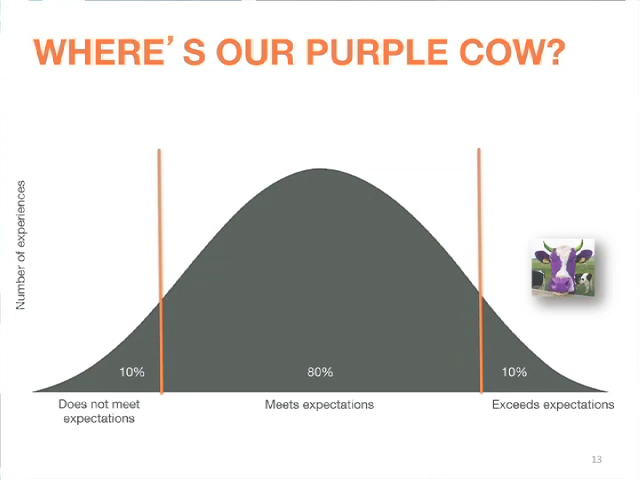 WHERE’S OUR PURPLE COW?
Number of experiences
10%
80%
10%
Does not meet
expectations
Meets expectations
Exceeds expectations
13